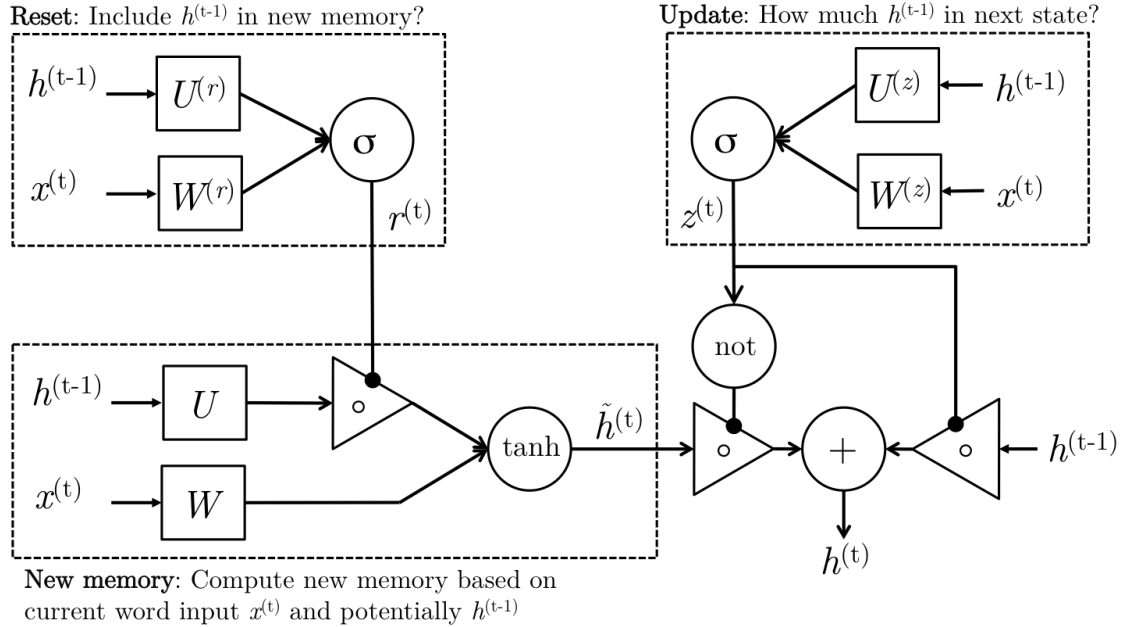 Reset: Include h⁽ᵗ⁻¹⁾ in new memory?
h⁽ᵗ⁻¹⁾
U⁽ʳ⁾
x⁽ᵗ⁾
W⁽ʳ⁾
σ
r⁽ᵗ⁾
Update: How much h⁽ᵗ⁻¹⁾ in next state?
σ
U⁽ᶻ⁾
h⁽ᵗ⁻¹⁾
W⁽ᶻ⁾
x⁽ᵗ⁾
z⁽ᵗ⁾
not
h⁽ᵗ⁻¹⁾
U
∘
x⁽ᵗ⁾
W
tanh
h̃⁽ᵗ⁾
∘
+
∘
h⁽ᵗ⁻¹⁾
h⁽ᵗ⁾
New memory: Compute new memory based on
current word input x⁽ᵗ⁾ and potentially h⁽ᵗ⁻¹⁾